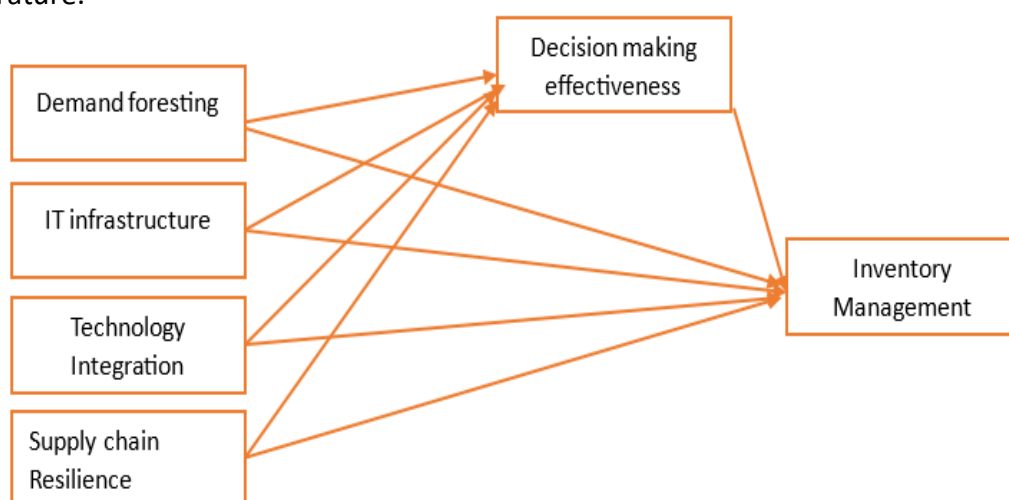 Decision making
effectiveness
Demand foresting
IT infrastructure
Technology
Integration
Supply chain
Resilience
Inventory
Management